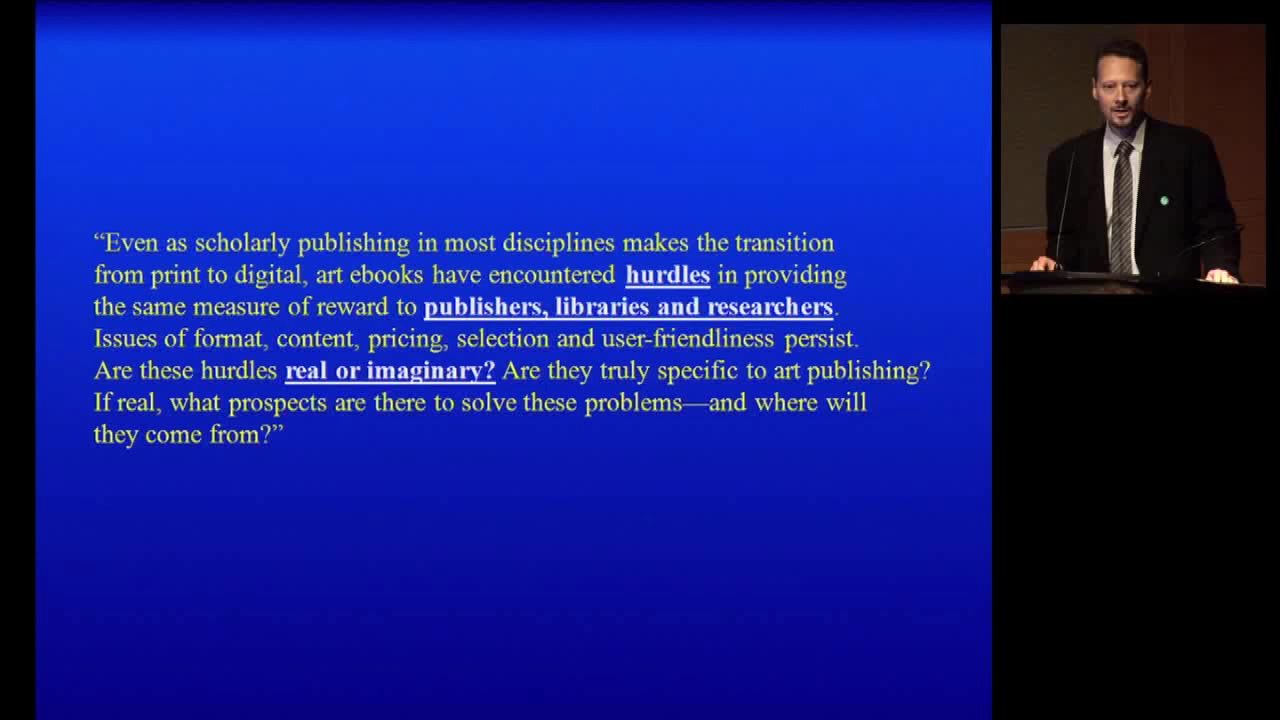 “Even as scholarly publishing in most disciplines makes the transition
from print to digital, art ebooks have encountered hurdles in providing
the same measure of reward to publishers, libraries and researchers.
Issues of format, content, pricing, selection and user-friendliness persist.
Are these hurdles real or imaginary? Are they truly specific to art publishing?
If real, what prospects are there to solve these problems—and where will
they come from?”